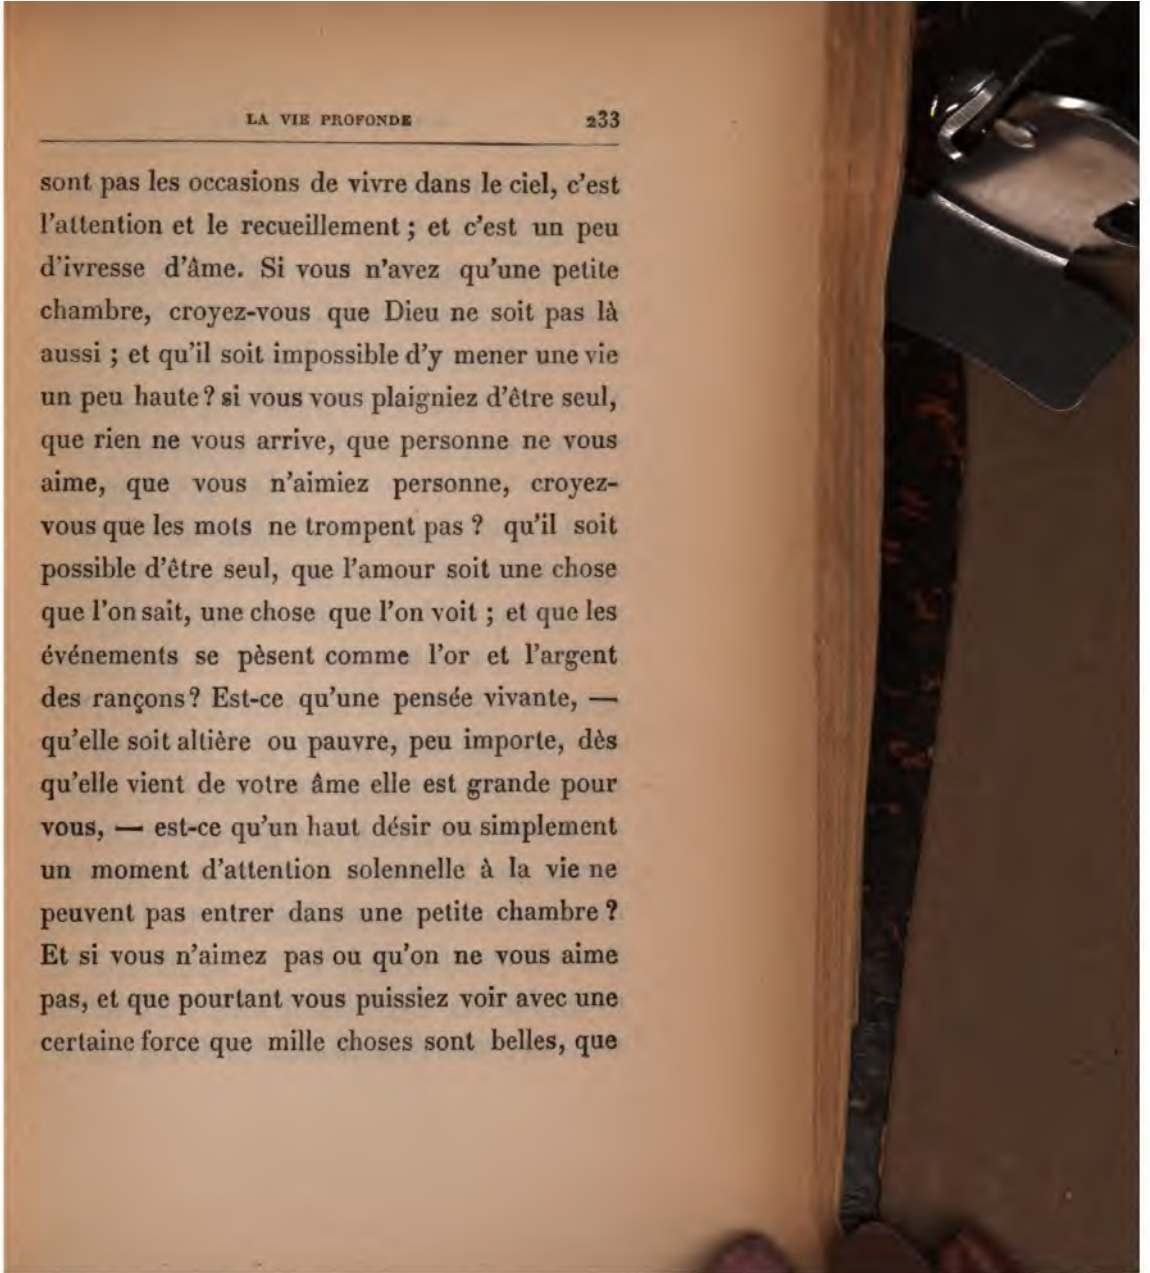 LA VIE PROFONDE 233
sont pas les occasions de vivre dans le ciel, c'est
l'attention et le recueillement ; et c'est un peu
d'ivresse d'âme. Si vous n'avez qu'une petite
chambre, croyez-vous que Dieu ne soit pas là
aussi ; et qu'il soit impossible d'y mener une vie
un peu haute ? si vous vous plaigniez d'être seul,
que rien ne vous arrive, que personne ne vous
aime, que vous n'aimiez personne, croyez-
vous que les mots ne trompent pas ? qu'il soit
possible d'être seul, que l'amour soit une chose
que l'on sait, une chose que l'on voit ; et que les
événements se pèsent comme l'or et l'argent
des rançons ? Est-ce qu'une pensée vivante, —
qu'elle soit altière ou pauvre, peu importe, dès
qu'elle vient de votre âme elle est grande pour
vous, — est-ce qu'un haut désir ou simplement
un moment d'attention solennelle à la vie ne
peuvent pas entrer dans une petite chambre ?
Et si vous n'aimez pas ou qu'on ne vous aime
pas, et que pourtant vous puissiez voir avec une
certaine force que mille choses sont belles, que